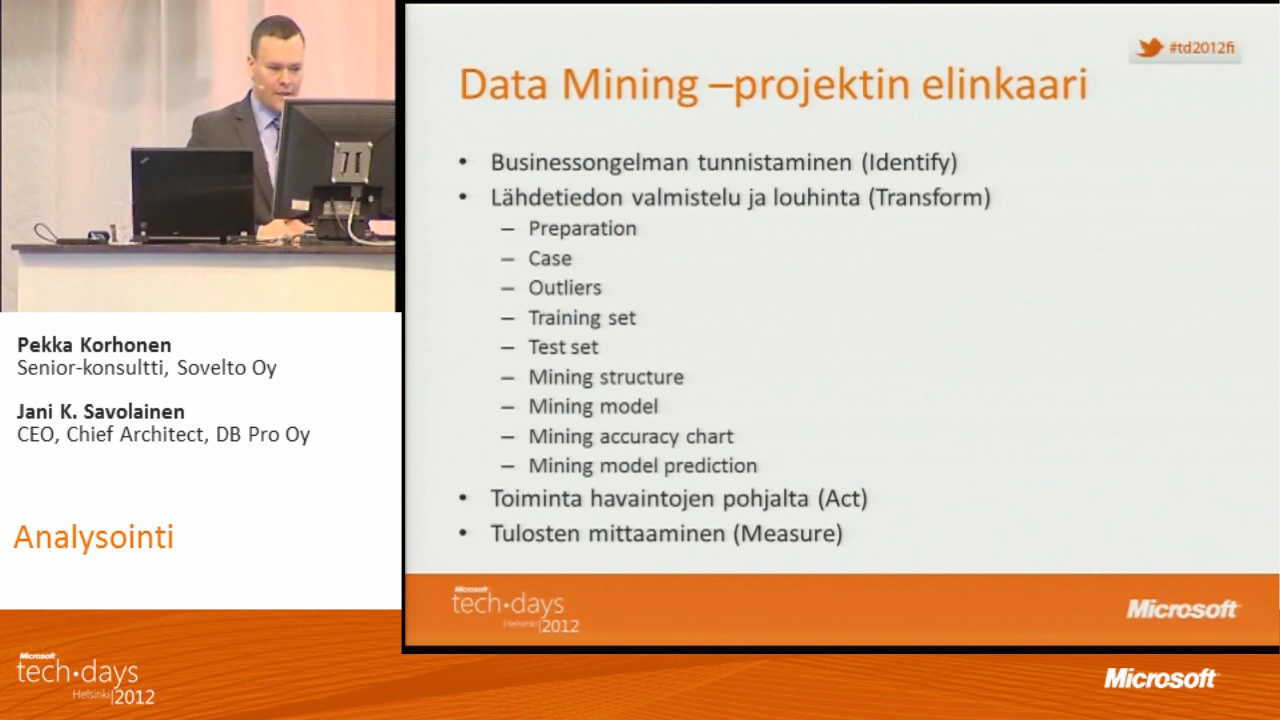 #td2012fi
Data Mining –projektin elinkaari
• Businessongelman tunnistaminen (Identify)
• Lähdetiedon valmistelu ja louhinta (Transform)
– Preparation
– Case
– Outliers
– Training set
– Test set
– Mining structure
– Mining model
– Mining accuracy chart
– Mining model prediction
• Toiminta havaintojen pohjalta (Act)
• Tulosten mittaaminen (Measure)
Microsoft
tech·days
Helsinki|2012
Microsoft
Pekka Korhonen
Senior-konsultti, Sovelto Oy
Jani K. Savolainen
CEO, Chief Architect, DB Pro Oy
Analysointi
Microsoft
tech·days
Helsinki|2012
Microsoft